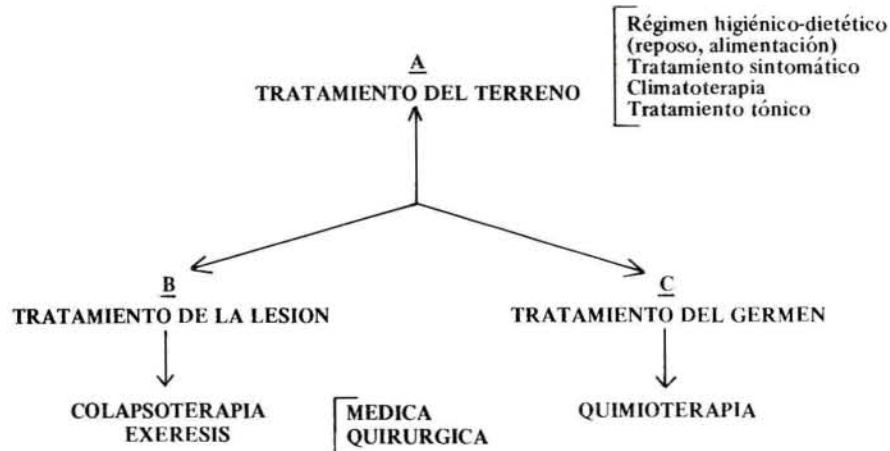 A
TRATAMIENTO DEL TERRENO
Régimen higiénico-dietético
(reposo, alimentación)
Tratamiento sintomático
Climatoterapia
Tratamiento tónico
B
TRATAMIENTO DE LA LESION
COLAPSOTERAPIA
EXERESIS
MEDICA
QUIRURGICA
C
TRATAMIENTO DEL GERMEN
QUIMIOTERAPIA